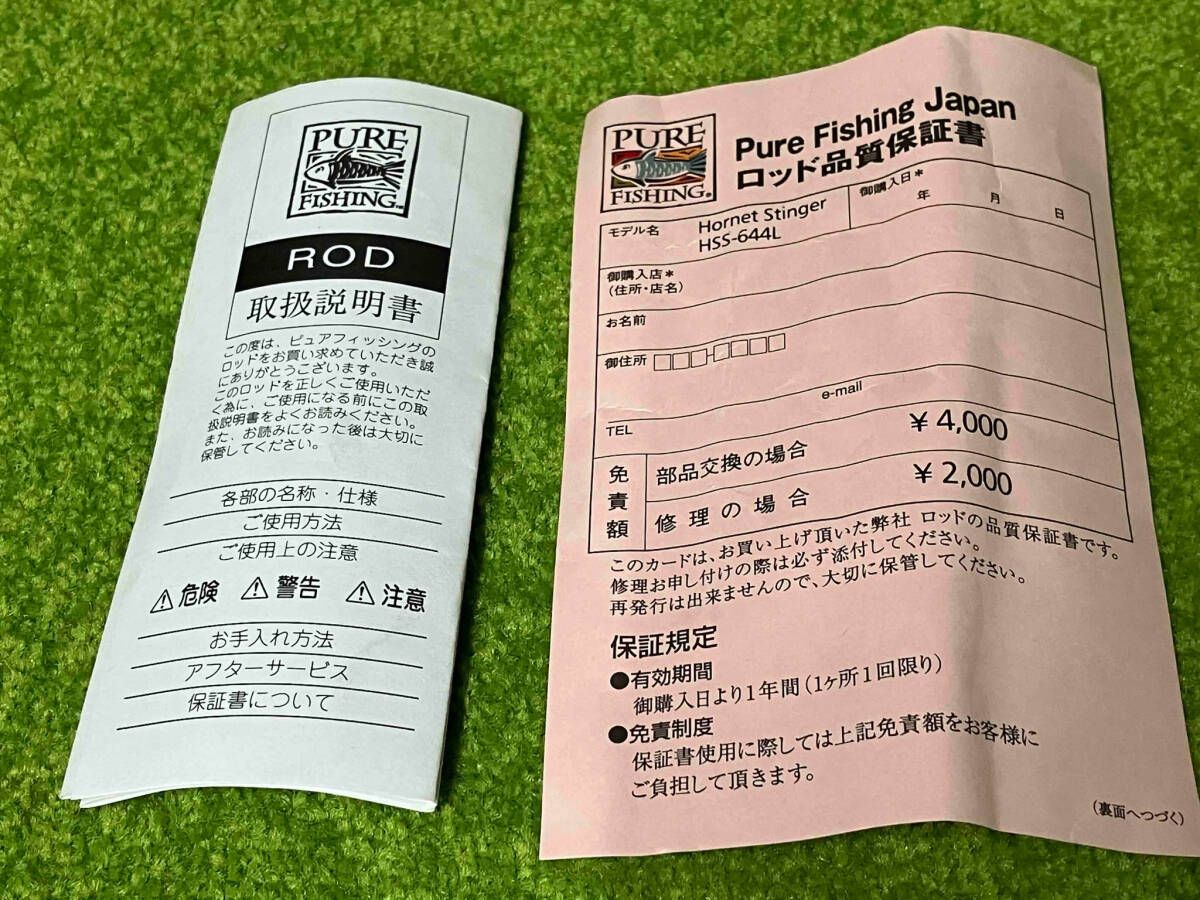 PURE
FISHING™
ROD
取扱説明書
この度は、ピュアフィッシングの
ロッドをお買い求めていただき誠
にありがとうございます。
このロッドを正しくご使用いただ
く為に、ご使用になる前にこの取
扱説明書をよくお読みください。
また、お読みになった後は大切に
保管してください。
各部の名称・仕様
ご使用方法
ご使用上の注意
⚠危険 ⚠警告 ⚠注意
お手入れ方法
アフターサービス
保証書について
PURE
FISHING®
Pure Fishing Japan
ロッド品質保証書
モデル名 Hornet Stinger
HSS-644L
御購入日*
年 月 日
御購入店*
(住所・店名)
お名前
御住所 □□□-□□□□
e-mail
TEL
免責額
部品交換の場合 ¥4,000
修理の場合 ¥2,000
このカードは、お買い上げ頂いた弊社 ロッドの品質保証書です。
修理お申し付けの際は必ず添付してください。
再発行は出来ませんので、大切に保管してください。
保証規定
●有効期間
御購入日より1年間(1ヶ所1回限り)
●免責制度
保証書使用に際しては上記免責額をお客様に
ご負担して頂きます。
(裏面へつづく)